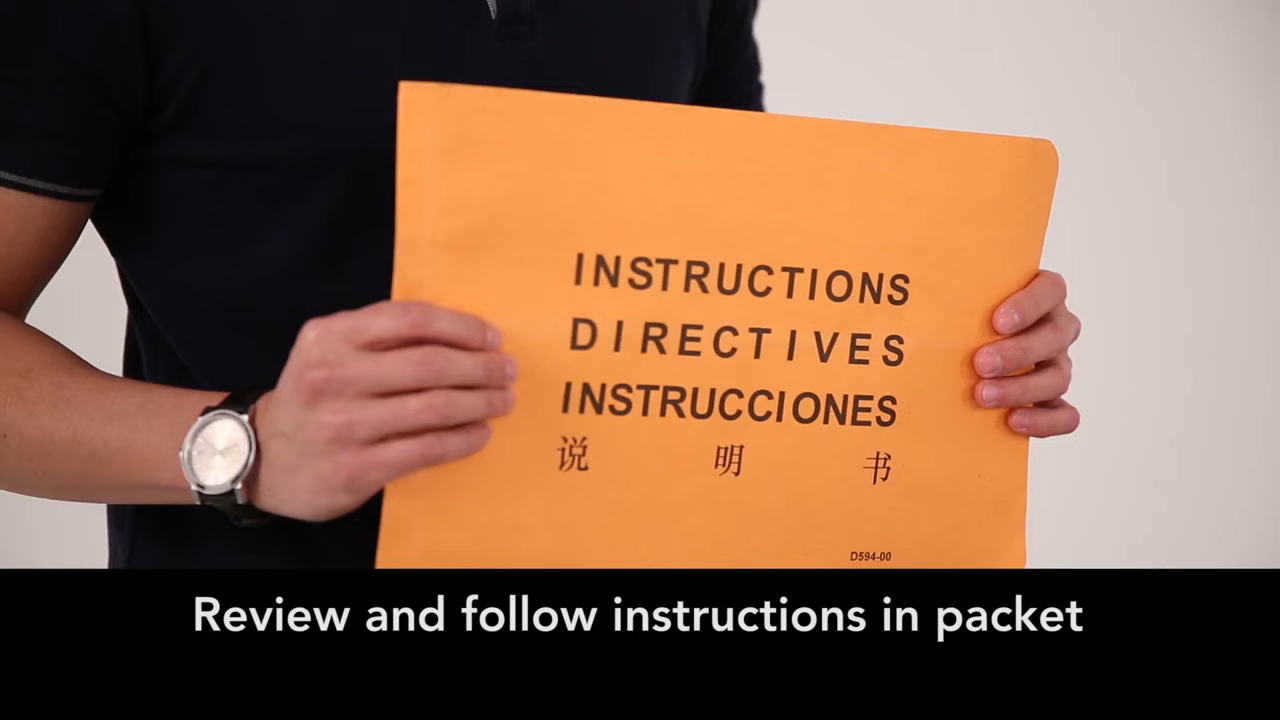 INSTRUCTIONS
DIRECTIVES
INSTRUCCIONES
说 明 书
D594-00
Review and follow instructions in packet